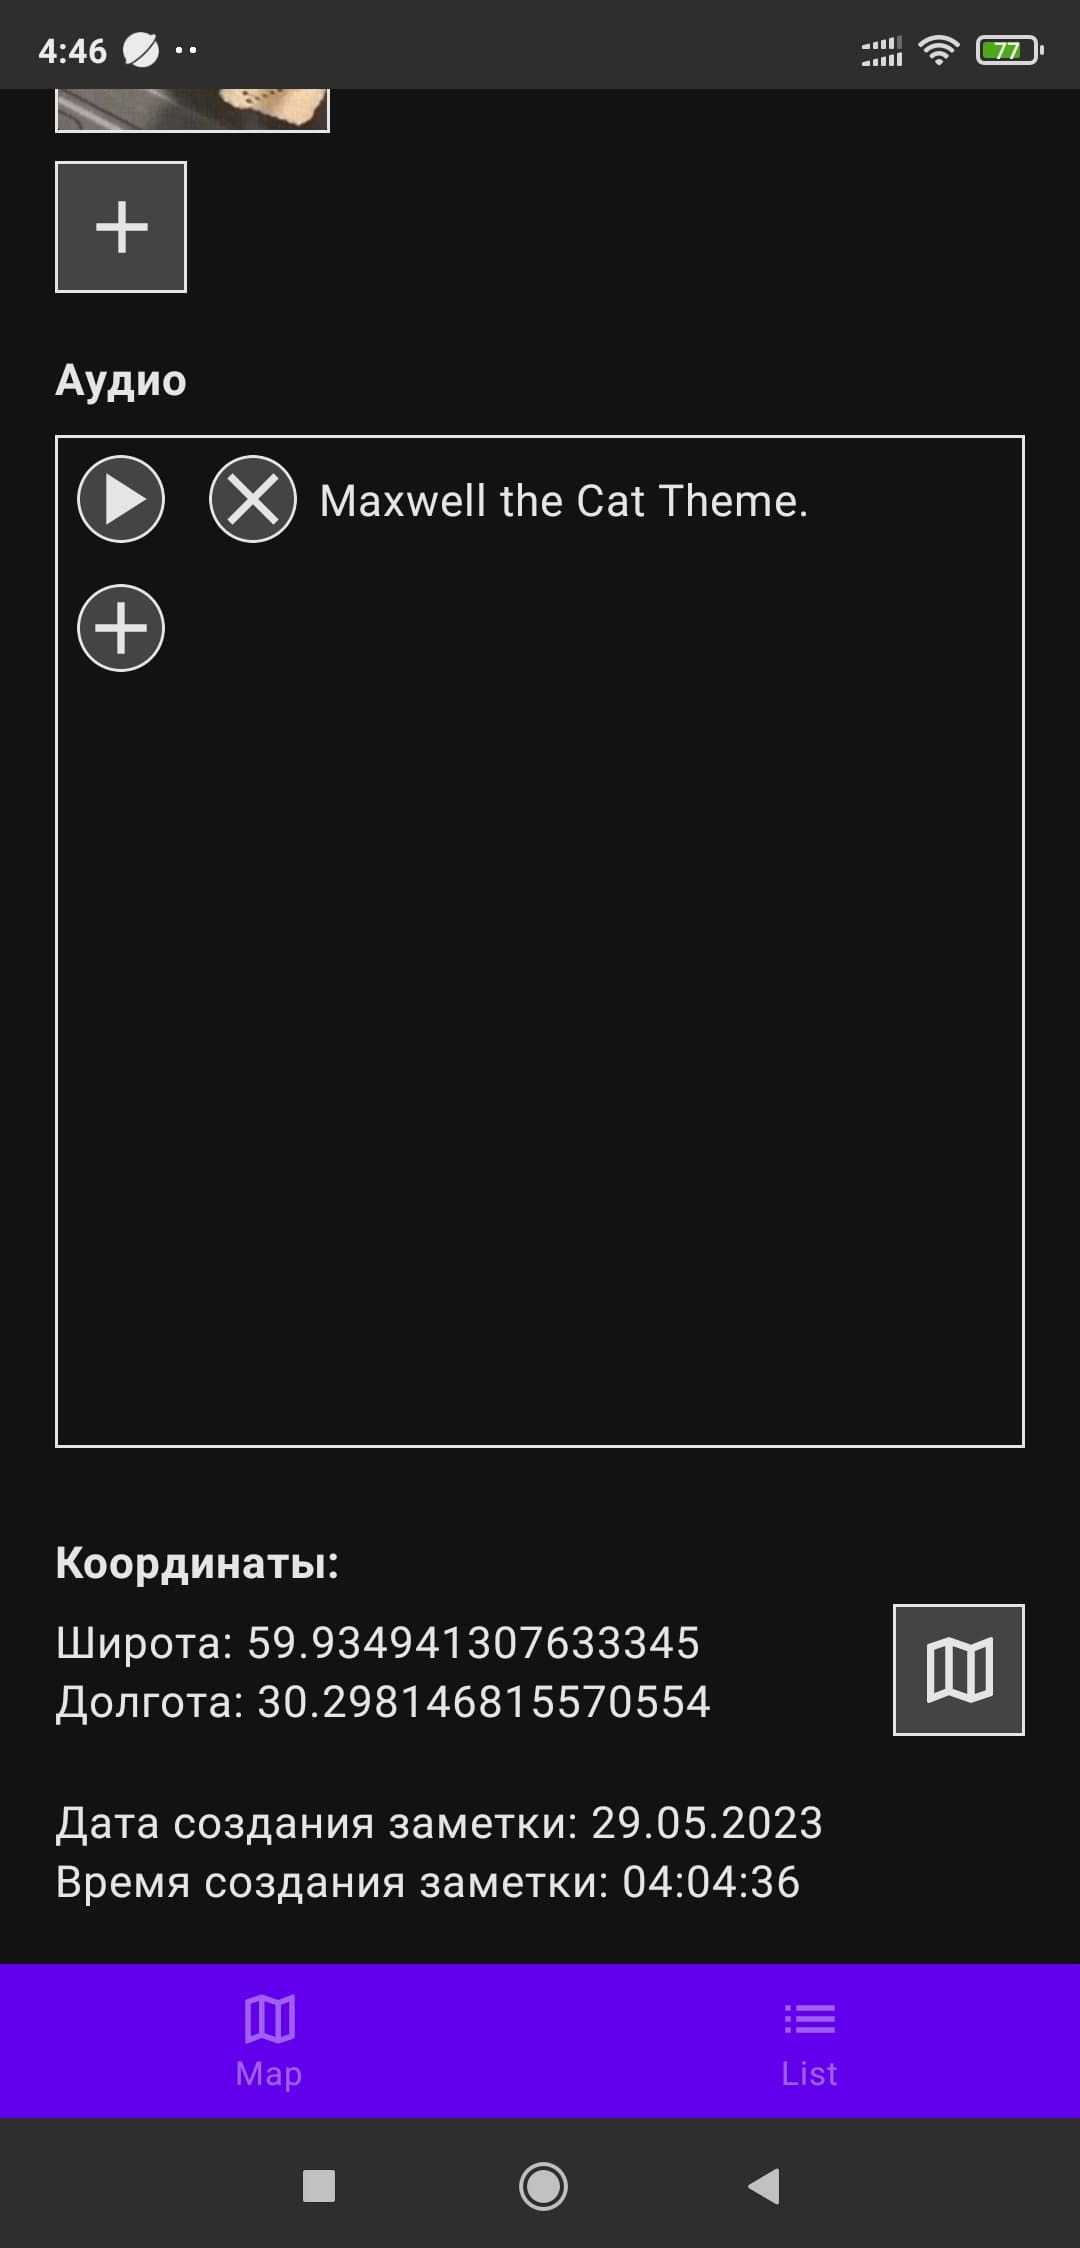 4:46
77
Аудио
Maxwell the Cat Theme.
Координаты:
Широта: 59.934941307633345
Долгота: 30.298146815570554
Дата создания заметки: 29.05.2023
Время создания заметки: 04:04:36
Map
List